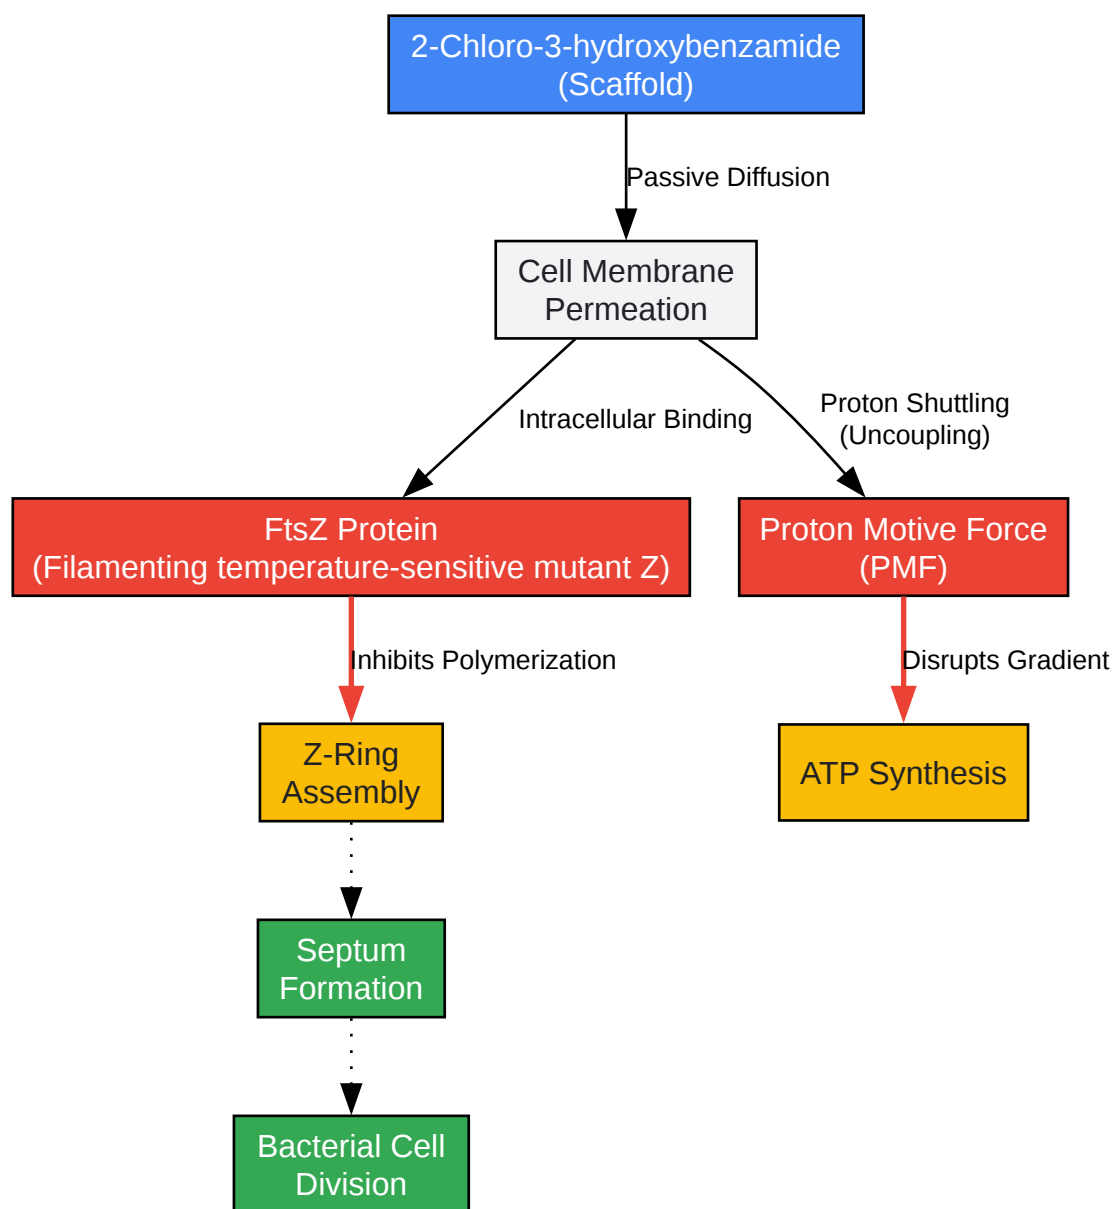 2-Chloro-3-hydroxybenzamide
(Scaffold)
Passive Diffusion
Cell Membrane
Permeation
Intracellular Binding
Proton Shuttling
(Uncoupling)
FtsZ Protein
(Filamenting temperature-sensitive mutant Z)
Proton Motive Force
(PMF)
Inhibits Polymerization
Disrupts Gradient
Z-Ring
Assembly
ATP Synthesis
Septum
Formation
Bacterial Cell
Division